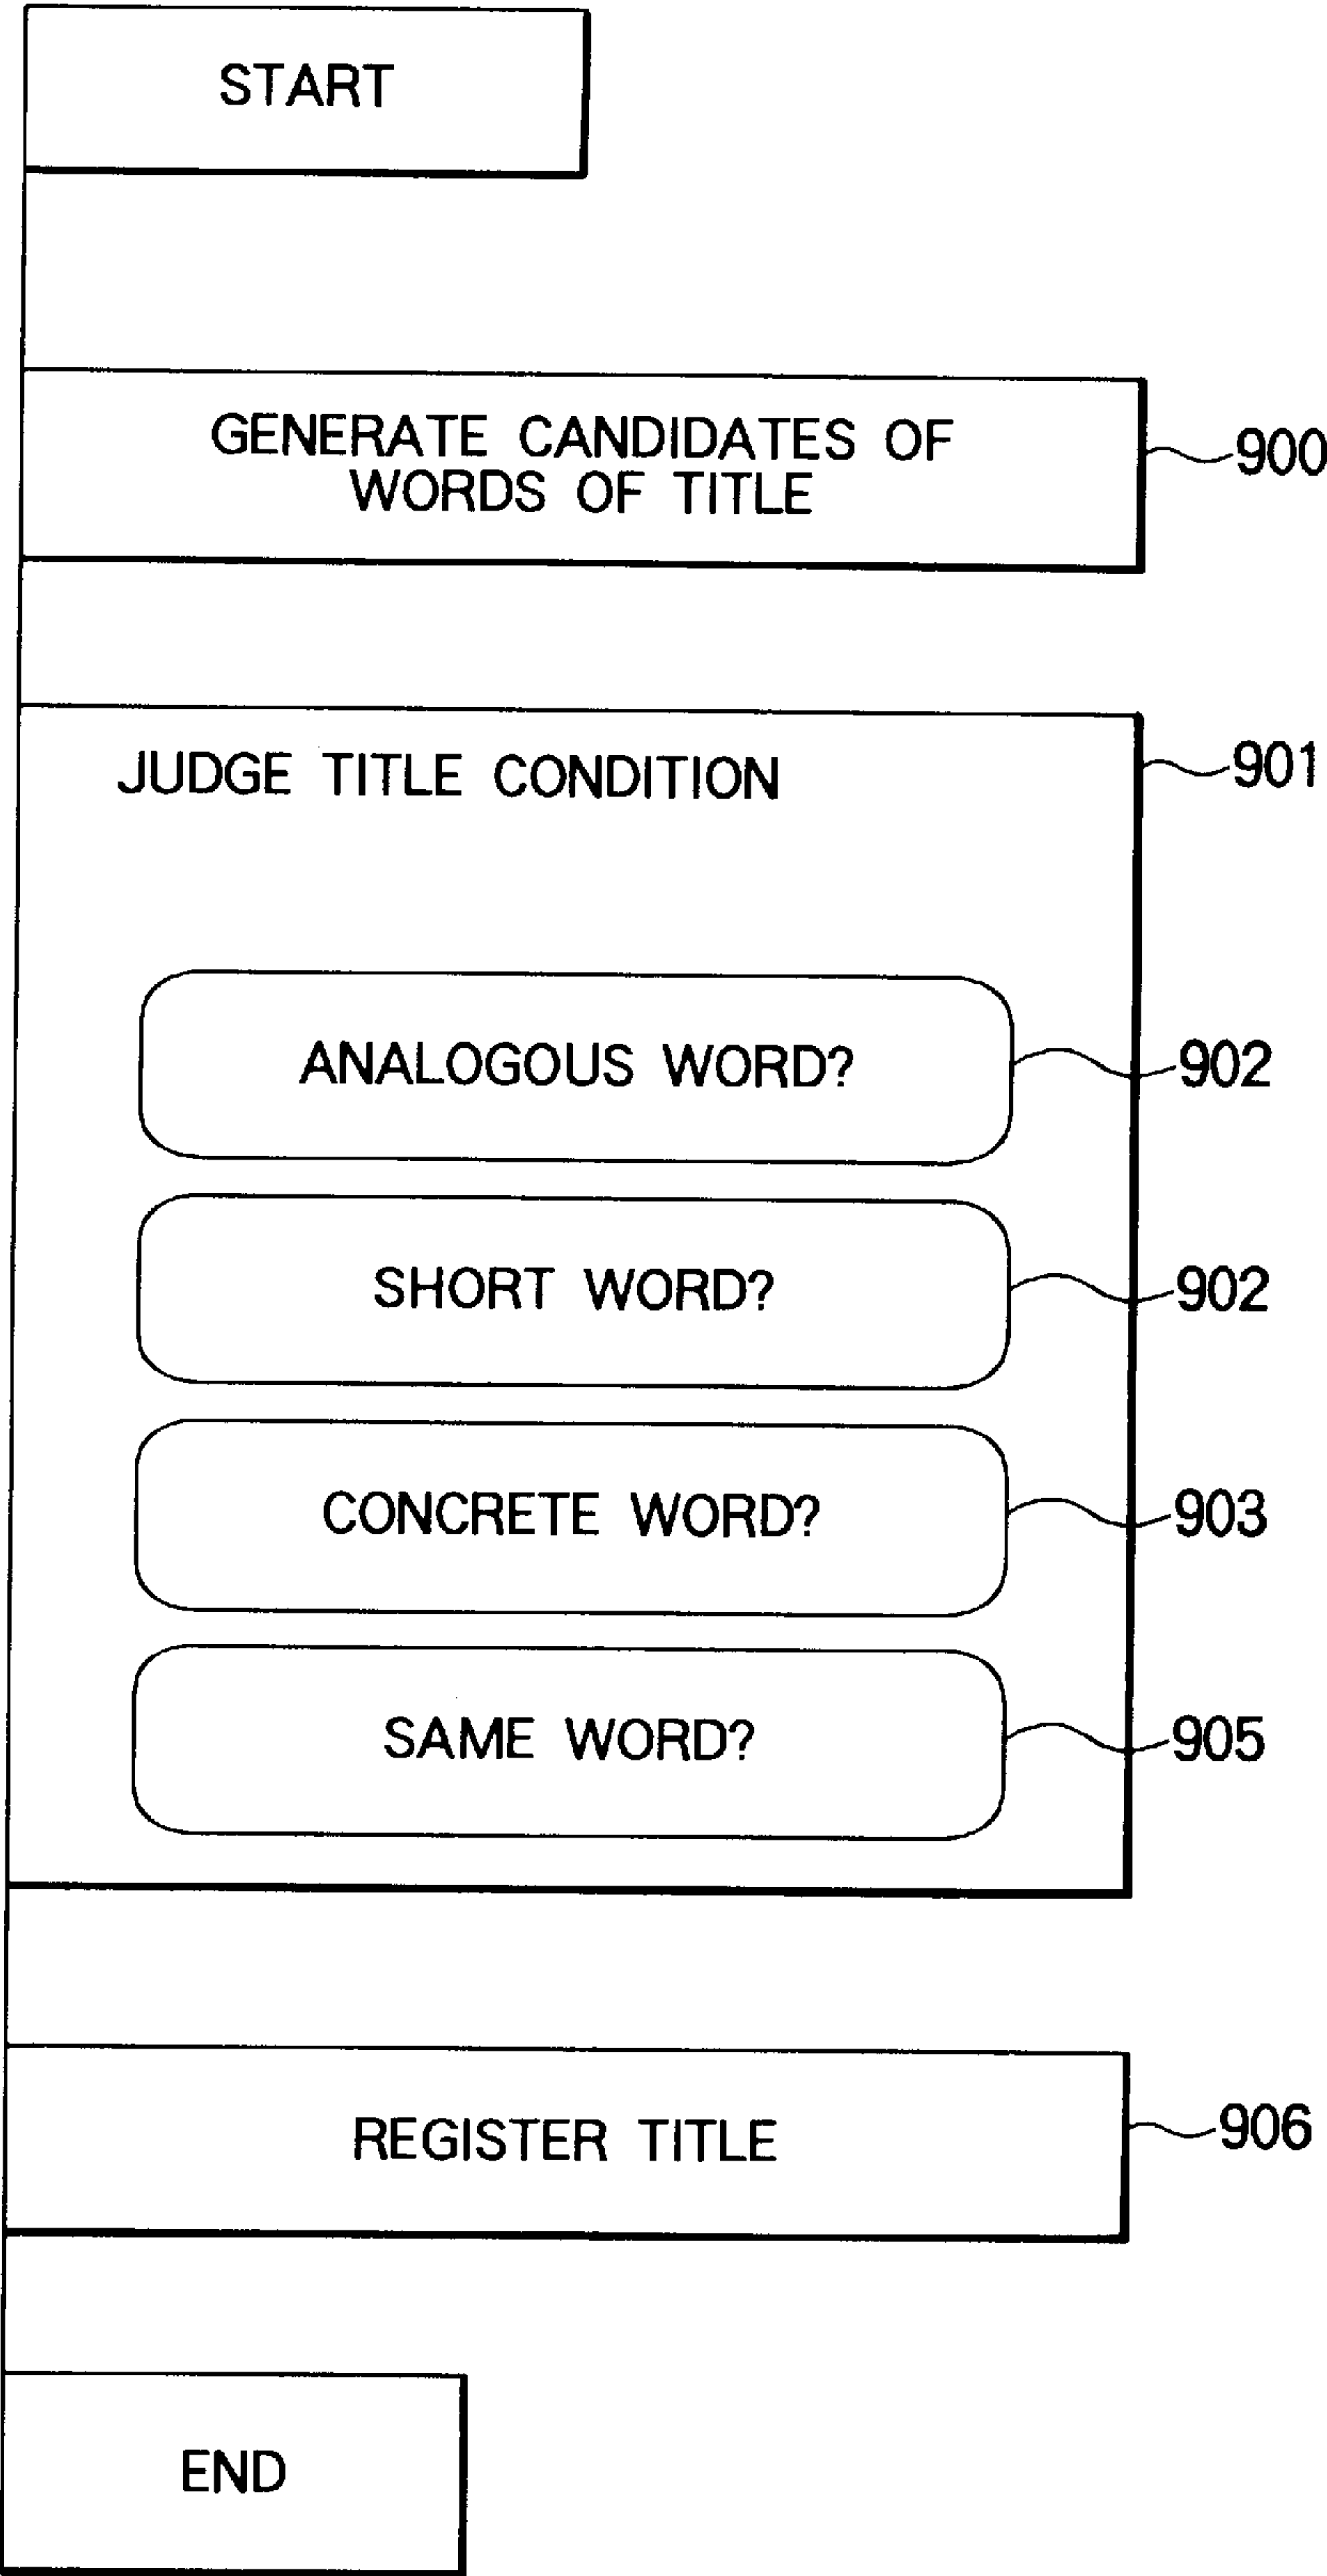 START
GENERATE CANDIDATES OF
WORDS OF TITLE
900
JUDGE TITLE CONDITION
901
ANALOGOUS WORD?
902
SHORT WORD?
902
CONCRETE WORD?
903
SAME WORD?
905
REGISTER TITLE
906
END